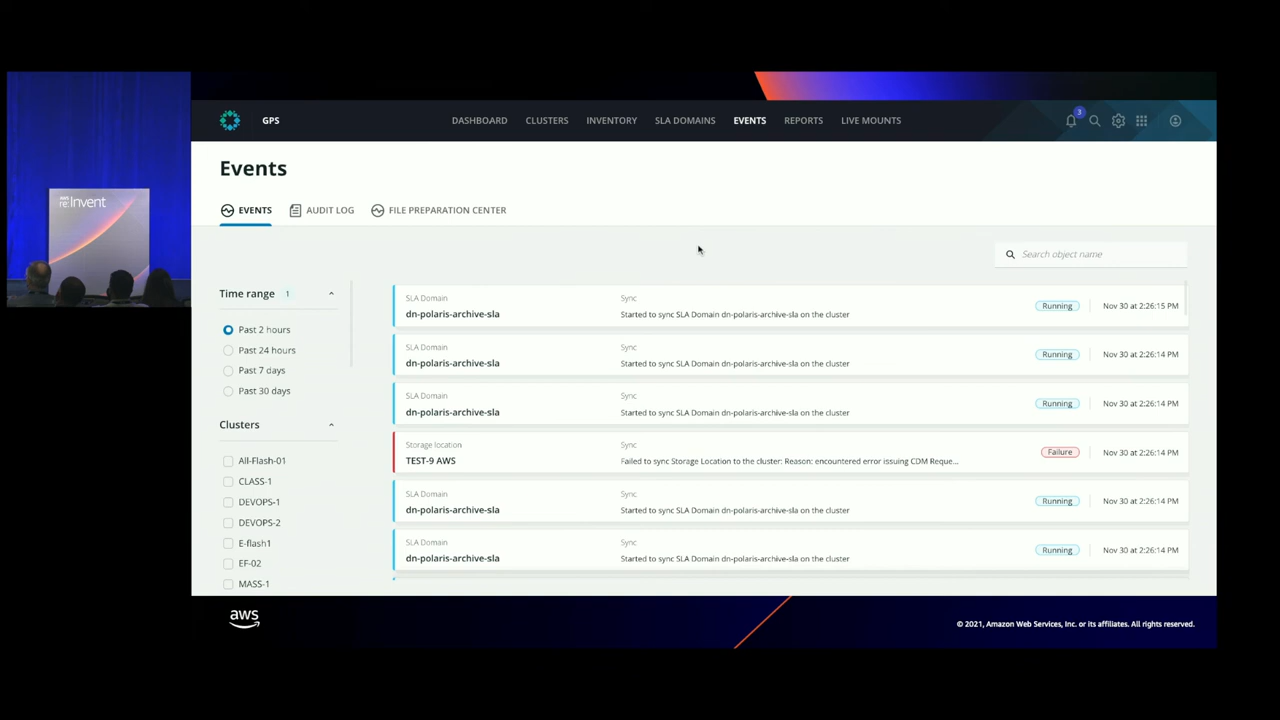 aws
re:Invent
GPS
DASHBOARD
CLUSTERS
INVENTORY
SLA DOMAINS
EVENTS
REPORTS
LIVE MOUNTS
3
Events
EVENTS
AUDIT LOG
FILE PREPARATION CENTER
Search object name
Time range 1
Past 2 hours
Past 24 hours
Past 7 days
Past 30 days
Clusters
All-Flash-01
CLASS-1
DEVOPS-1
DEVOPS-2
E-flash1
EF-02
MASS-1
SLA Domain Sync
dn-polaris-archive-sla Started to sync SLA Domain dn-polaris-archive-sla on the cluster Running Nov 30 at 2:26:15 PM
SLA Domain Sync
dn-polaris-archive-sla Started to sync SLA Domain dn-polaris-archive-sla on the cluster Running Nov 30 at 2:26:14 PM
SLA Domain Sync
dn-polaris-archive-sla Started to sync SLA Domain dn-polaris-archive-sla on the cluster Running Nov 30 at 2:26:14 PM
Storage location Sync
TEST-9 AWS Failed to sync Storage Location to the cluster: Reason: encountered error issuing CDM Reque... Failure Nov 30 at 2:26:14 PM
SLA Domain Sync
dn-polaris-archive-sla Started to sync SLA Domain dn-polaris-archive-sla on the cluster Running Nov 30 at 2:26:14 PM
SLA Domain Sync
dn-polaris-archive-sla Started to sync SLA Domain dn-polaris-archive-sla on the cluster Running Nov 30 at 2:26:14 PM
aws
© 2021, Amazon Web Services, Inc. or its affiliates. All rights reserved.